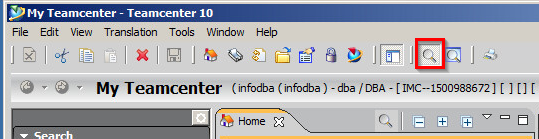 My Teamcenter - Teamcenter 10
File Edit View Translation Tools Window Help
My Teamcenter ( infodba ( infodba ) - dba / DBA - [ IMC--1500988672 ] [ ] [ ]
Search
Home